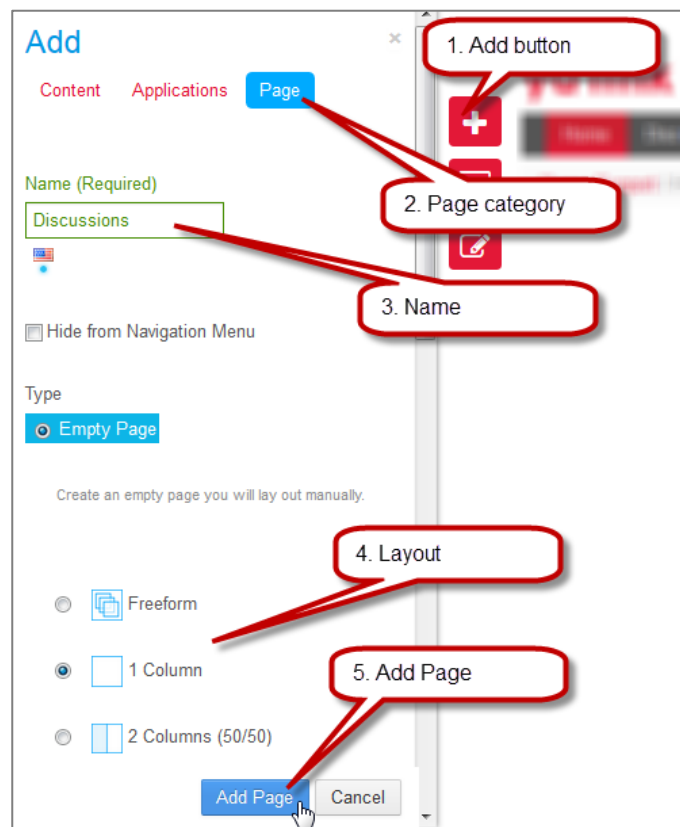 Add
×
1. Add button
Content Applications Page
2. Page category
Name (Required)
Discussions
3. Name
Hide from Navigation Menu
Type
Empty Page
Create an empty page you will lay out manually.
4. Layout
Freeform
1 Column
5. Add Page
2 Columns (50/50)
Add Page Cancel